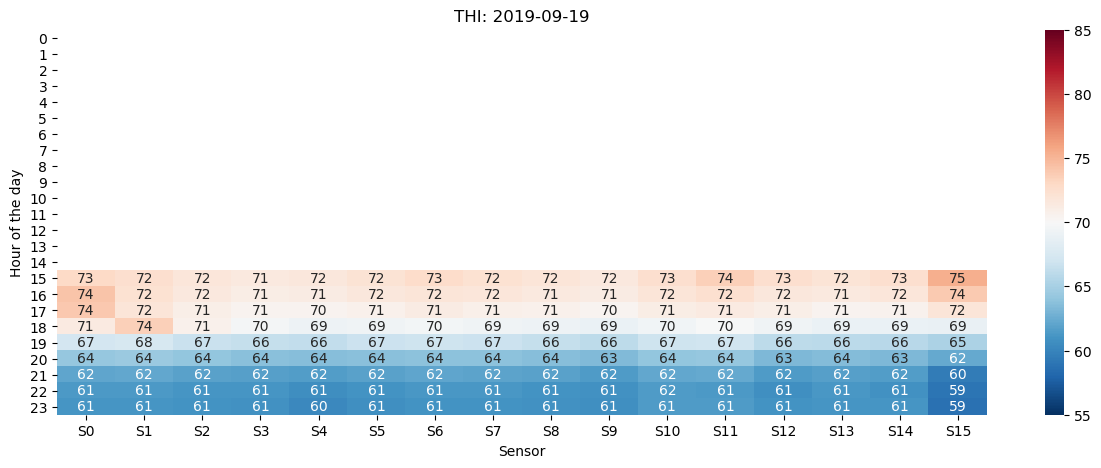 THI: 2019-09-19
Hour of the day
0
1
2
3
4
5
6
7
8
9
10
11
12
13
14
15 73 72 72 71 72 72 73 72 72 72 73 74 73 72 73 75
16 74 72 72 71 71 72 72 72 71 71 72 72 72 71 72 74
17 74 72 71 71 70 71 71 71 71 70 71 71 71 71 71 72
18 71 74 71 70 69 69 70 69 69 69 70 70 69 69 69 69
19 67 68 67 66 66 67 67 67 66 66 67 67 66 66 66 65
20 64 64 64 64 64 64 64 64 64 63 64 64 63 64 63 62
21 62 62 62 62 62 62 62 62 62 62 62 62 62 62 62 60
22 61 61 61 61 61 61 61 61 61 61 62 61 61 61 61 59
23 61 61 61 61 60 61 61 61 61 61 61 61 61 61 61 59
S0 S1 S2 S3 S4 S5 S6 S7 S8 S9 S10 S11 S12 S13 S14 S15
Sensor
85
80
75
70
65
60
55